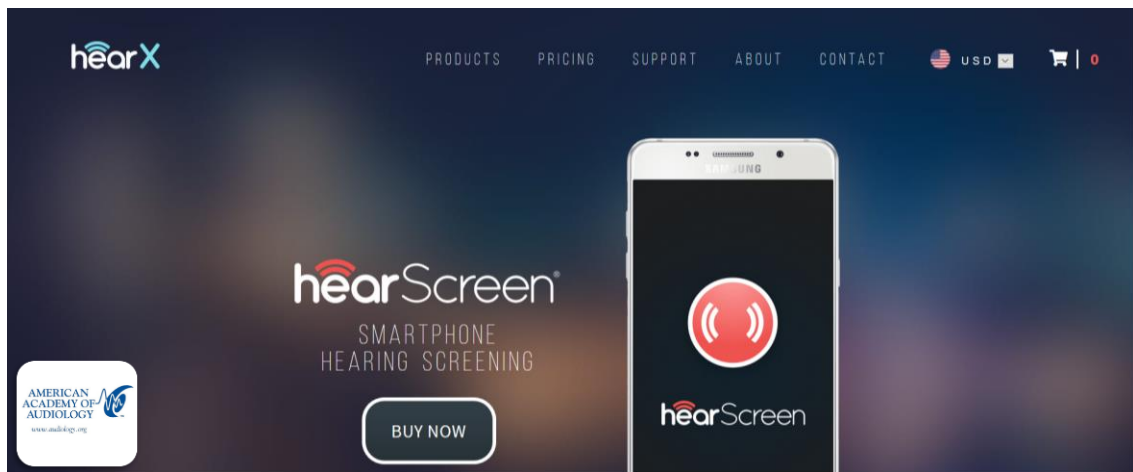 hearX
PRODUCTS PRICING SUPPORT ABOUT CONTACT USD 0
SAMSUNG
hearScreen®
SMARTPHONE
HEARING SCREENING
BUY NOW
hearScreen
AMERICAN
ACADEMY OF
AUDIOLOGY
www.audiology.org